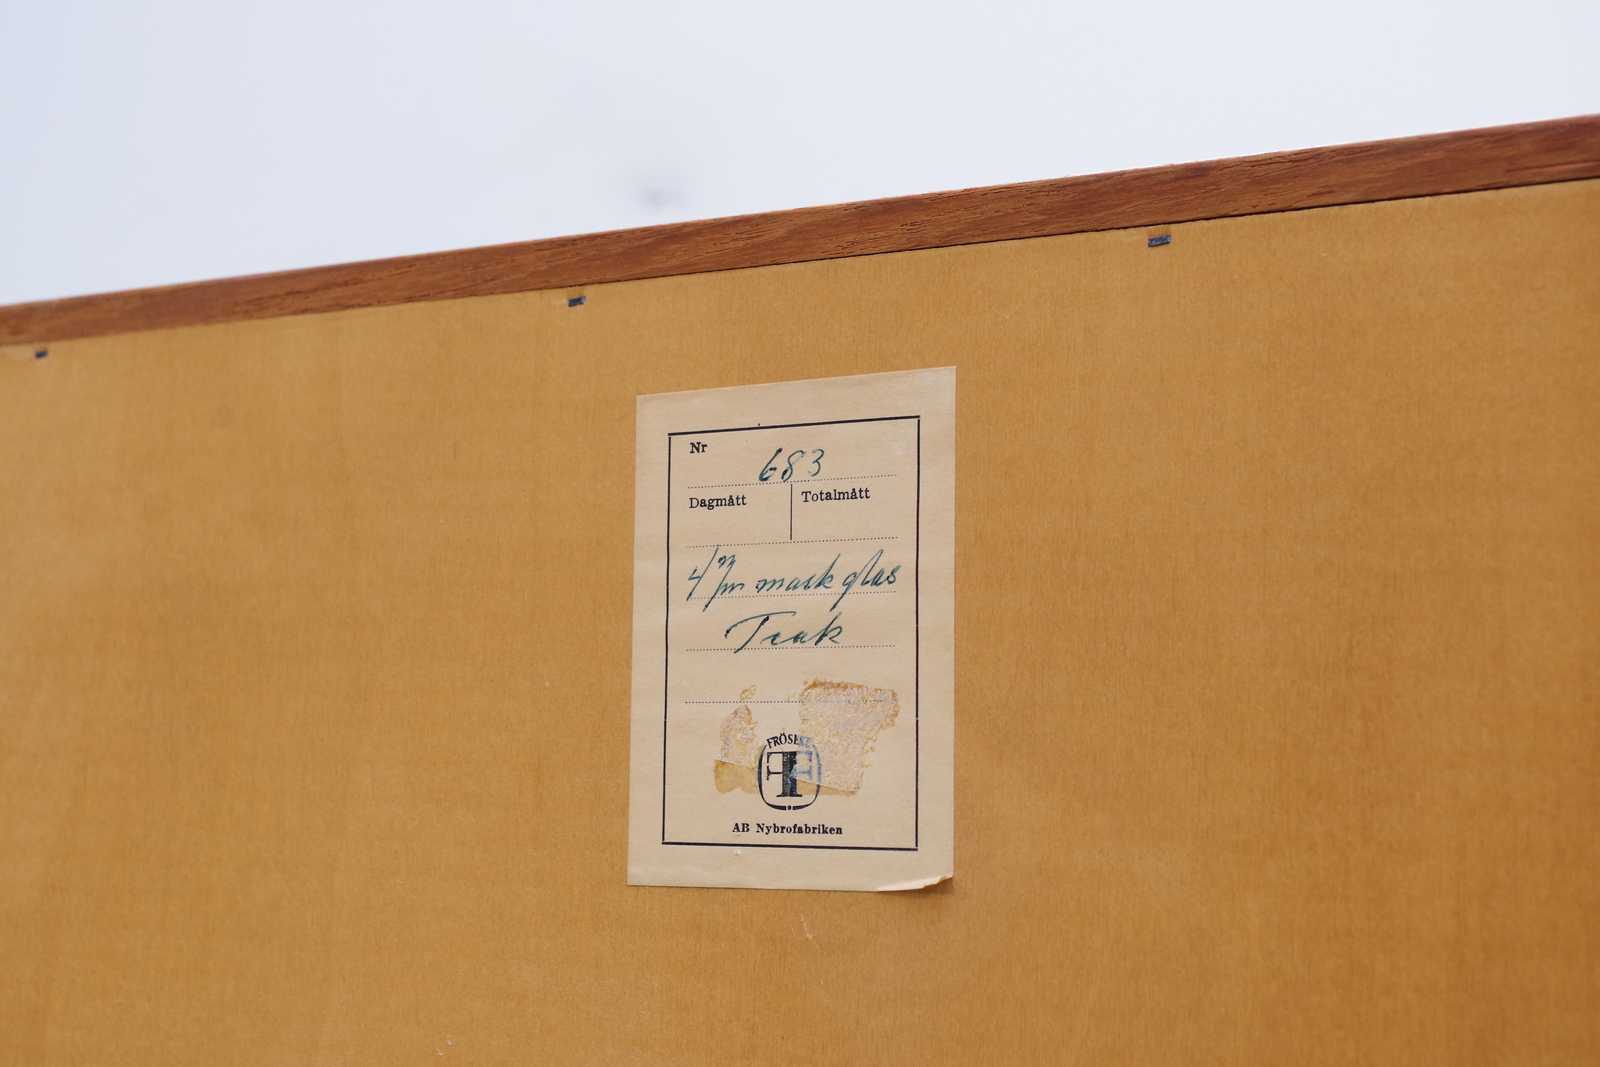 Nr 683
Dagmått Totalmått
4 m/m mark glas
Teak
FRÖSEKE
AB Nybrofabriken